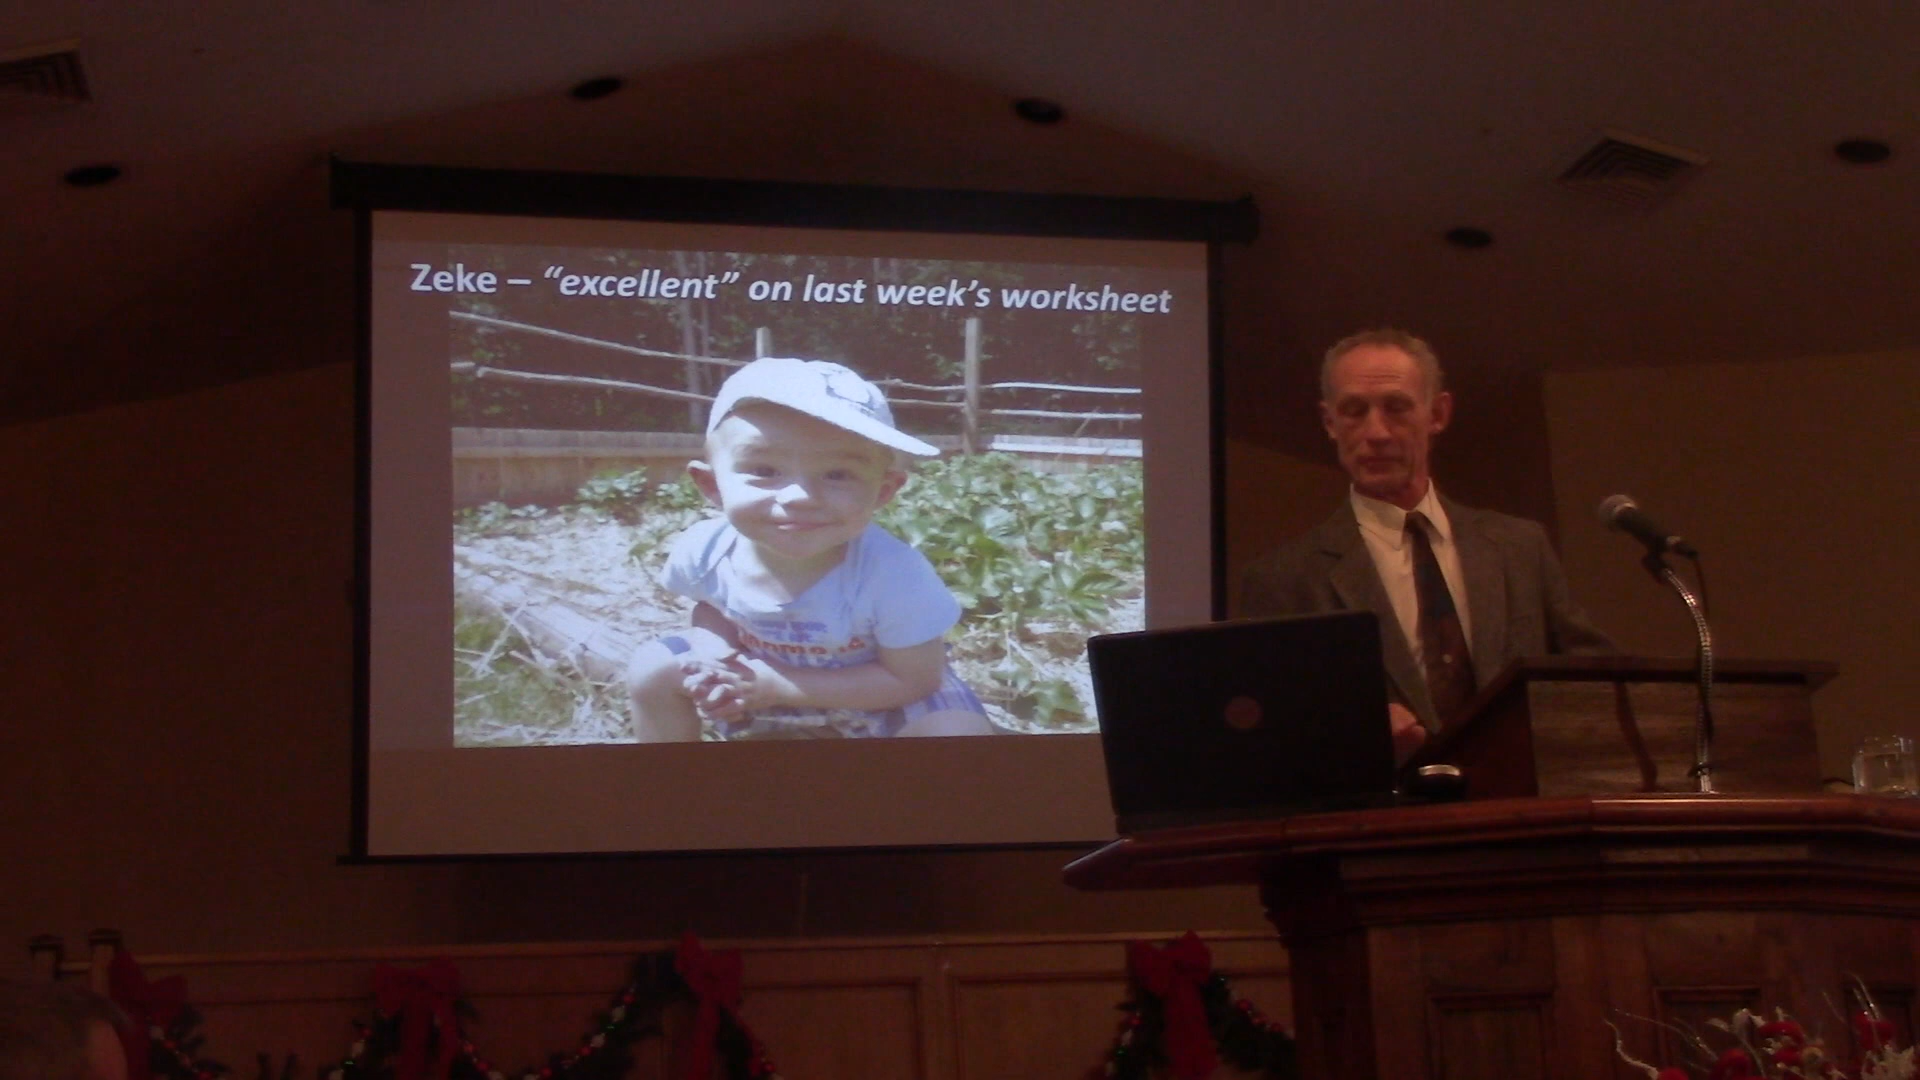 Zeke – “excellent” on last week’s worksheet